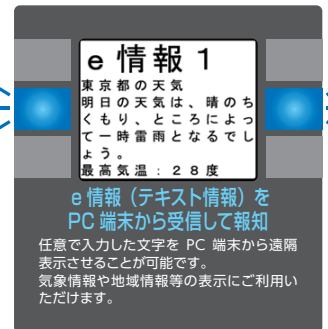 e 情報1
東京都の天気
明日の天気は、晴のち
くもり、ところによっ
て一時雷雨となるでし
ょう。
最高気温：28度
e 情報（テキスト情報）を
PC 端末から受信して報知
任意で入力した文字を PC 端末から遠隔
表示させることが可能です。
気象情報や地域情報等の表示にご利用い
ただけます。